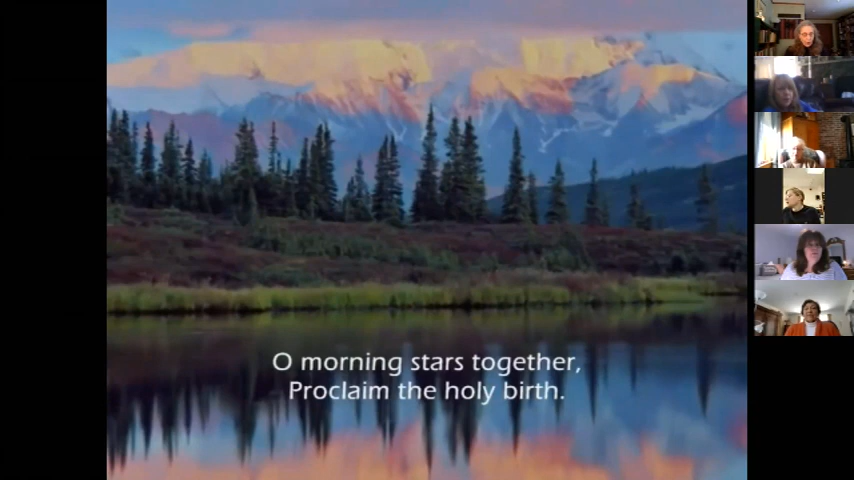 O morning stars together,
Proclaim the holy birth.